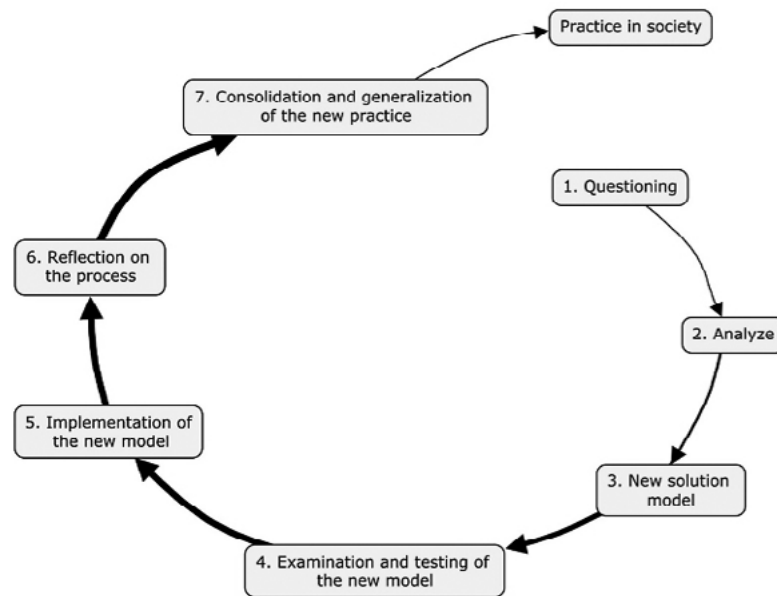 Practice in society
7. Consolidation and generalization
of the new practice
1. Questioning
6. Reflection on
the process
2. Analyze
5. Implementation of
the new model
3. New solution
model
4. Examination and testing of
the new model